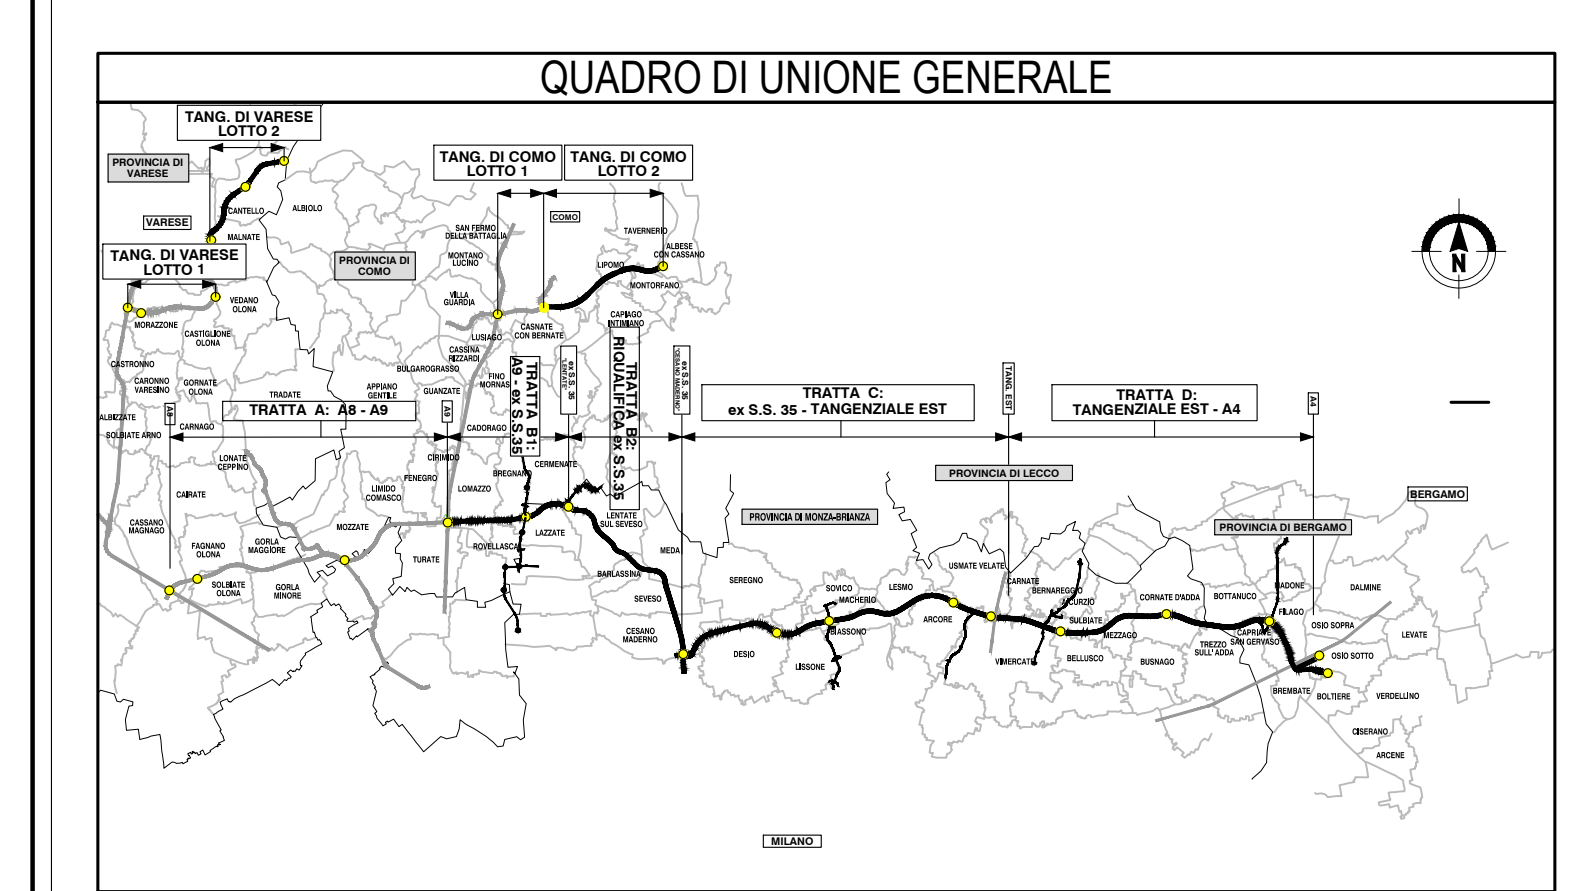 QUADRO DI UNIONE GENERALE
TANG. DI VARESE
LOTTO 2
PROVINCIA DI
VARESE
TANG. DI COMO
LOTTO 1
TANG. DI COMO
LOTTO 2
CANTELLO
ALBIOLO
VARESE
MALNATE
COMO
SAN FERMO
DELLA BATTAGLIA
TAVERNERIO
TANG. DI VARESE
LOTTO 1
PROVINCIA DI
COMO
MONTANO
LUCINO
ALBESE
CON CASSANO
LIPOMO
MONTORFANO
N
VILLA
GUARDIA
VEDANO
OLONA
MORAZZONE
CASTIGLIONE
OLONA
LUSIAGO
CASNATE
CON BERNATE
CAPIAGO
INTIMIANO
CASSINA
RIZZARDI
BULGAROGRASSO
FINO
MORNAS
CASTRONNO
CARONNO
VARESINO
GORNATE
OLONA
TRADATE
APPIANO
GENTILE
GUANZATE
TRATTA B1:
A9 - ex S.S.35
ex S.S. 35
"LENTATE"
TRATTA B2:
RIQUALIFICA ex S.S.35
ex S.S. 35
"CESANO MADERNO"
TANG. EST
TRATTA C:
ex S.S. 35 - TANGENZIALE EST
TRATTA D:
TANGENZIALE EST - A4
A4
ALBIZZATE
A8
TRATTA A: A8 - A9
A9
SOLBIATE ARNO
CARNAGO
CADORAGO
LONATE
CEPPINO
CIRIMIDO
FENEGRO
BREGNANO
CERMENATE
PROVINCIA DI LECCO
CAIRATE
LIMIDO
COMASCO
LOMAZZO
BERGAMO
CASSANO
MAGNAGO
MOZZATE
LENTATE
SUL SEVESO
PROVINCIA DI MONZA-BRIANZA
PROVINCIA DI BERGAMO
FAGNANO
OLONA
GORLA
MAGGIORE
TURATE
ROVELLASCA
LAZZATE
MEDA
SOLBIATE
OLONA
GORLA
MINORE
BARLASSINA
SEVESO
SEREGNO
SOVICO
MACHERIO
LESMO
USMATE VELATE
CARNATE
BERNAREGGIO
CORNATE D'ADDA
BOTTANUCO
MADONE
DALMINE
CESANO
MADERNO
DESIO
BIASSONO
LISSONE
ARCORE
VIMERCATE
SULBIATE
MEZZAGO
BELLUSCO
BUSNAGO
TREZZO
SULL' ADDA
SAN GERVASO
FILAGO
OSIO SOPRA
LEVATE
OSIO SOTTO
BREMBATE
BOLTIERE
VERDELLINO
CISERANO
ARCENE
MILANO